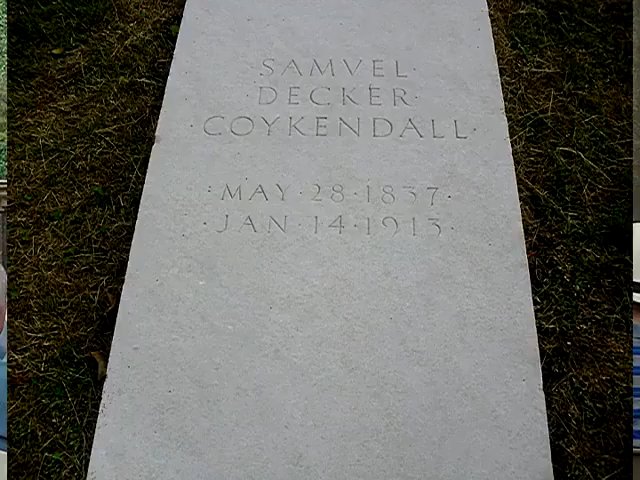 ·SAMVEL·
·DECKER·
·COYKENDALL·
·MAY·28·1837·
·JAN·14·1913·